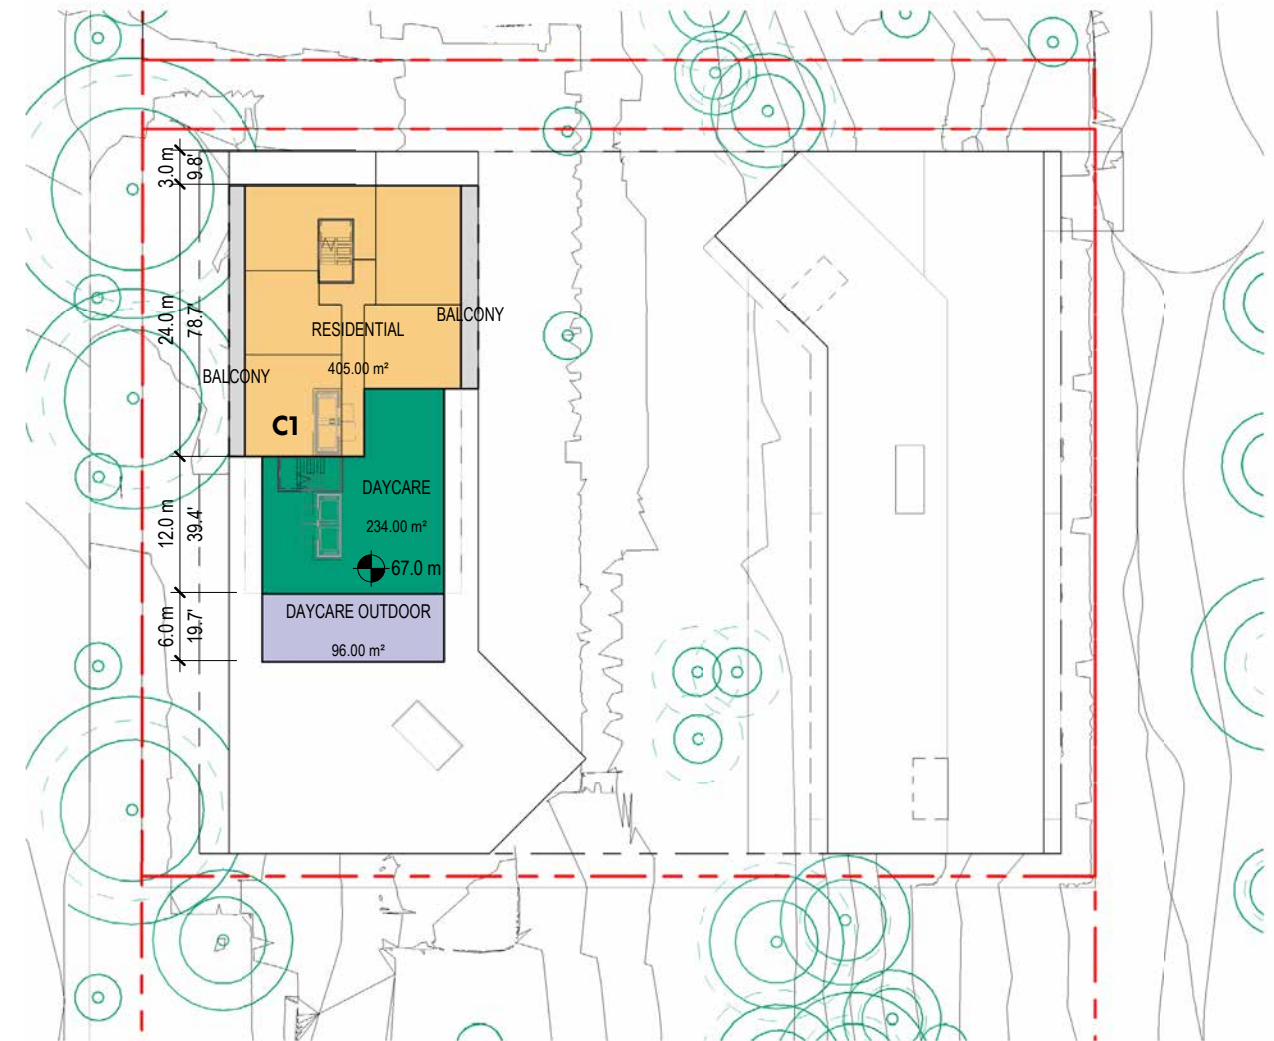 3.0 m
9.8'
24.0 m
78.7'
RESIDENTIAL
405.00 m²
BALCONY
BALCONY
C1
12.0 m
39.4'
DAYCARE
234.00 m²
67.0 m
6.0 m
19.7'
DAYCARE OUTDOOR
96.00 m²